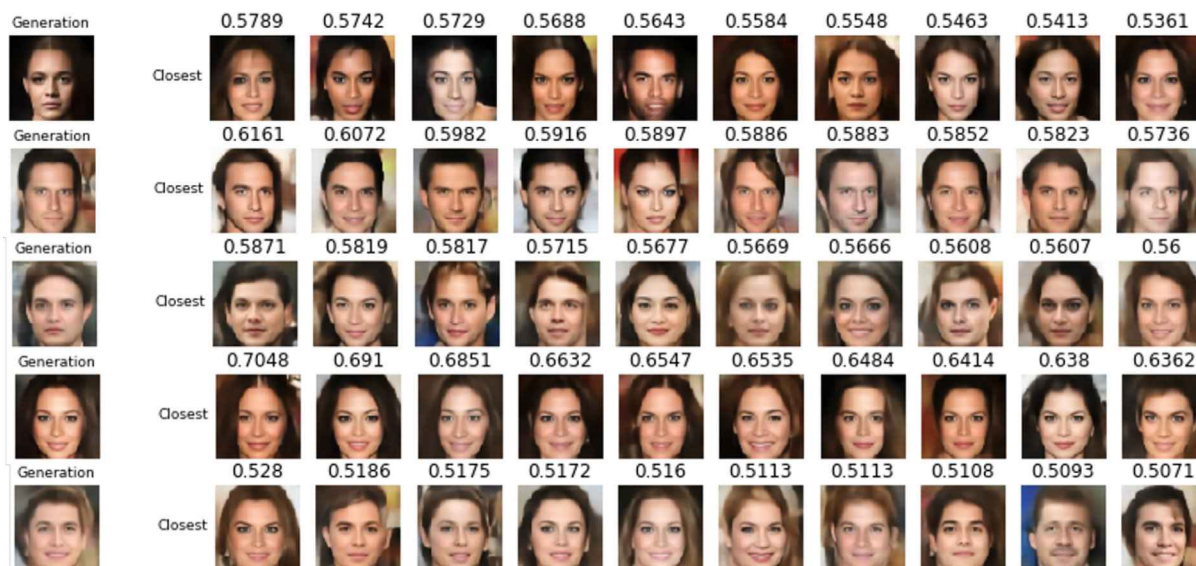 Generation 0.5789 0.5742 0.5729 0.5688 0.5643 0.5584 0.5548 0.5463 0.5413 0.5361
Closest
Generation 0.6161 0.6072 0.5982 0.5916 0.5897 0.5886 0.5883 0.5852 0.5823 0.5736
Closest
Generation 0.5871 0.5819 0.5817 0.5715 0.5677 0.5669 0.5666 0.5608 0.5607 0.56
Closest
Generation 0.7048 0.691 0.6851 0.6632 0.6547 0.6535 0.6484 0.6414 0.638 0.6362
Closest
Generation 0.528 0.5186 0.5175 0.5172 0.516 0.5113 0.5113 0.5108 0.5093 0.5071
Closest